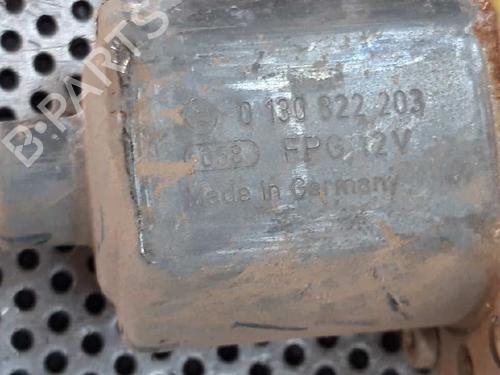 B-PARTS
0 130 822 203
FPG 12V
Made in Germany